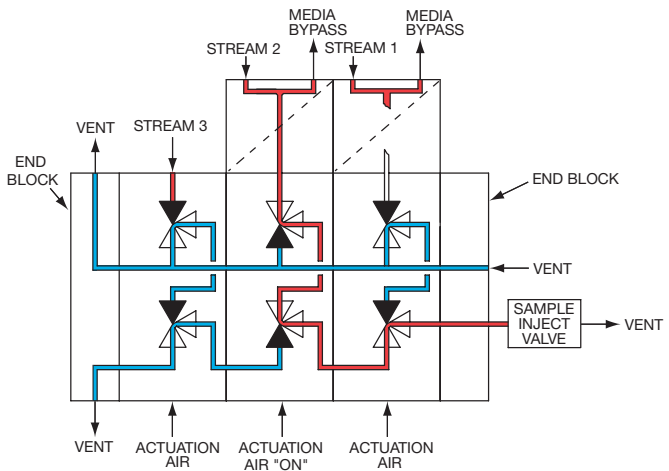 MEDIA
BYPASS
MEDIA
BYPASS
STREAM 2
STREAM 1
VENT
STREAM 3
END
BLOCK
END BLOCK
VENT
SAMPLE
INJECT
VALVE
VENT
VENT
ACTUATION
AIR
ACTUATION
AIR "ON"
ACTUATION
AIR